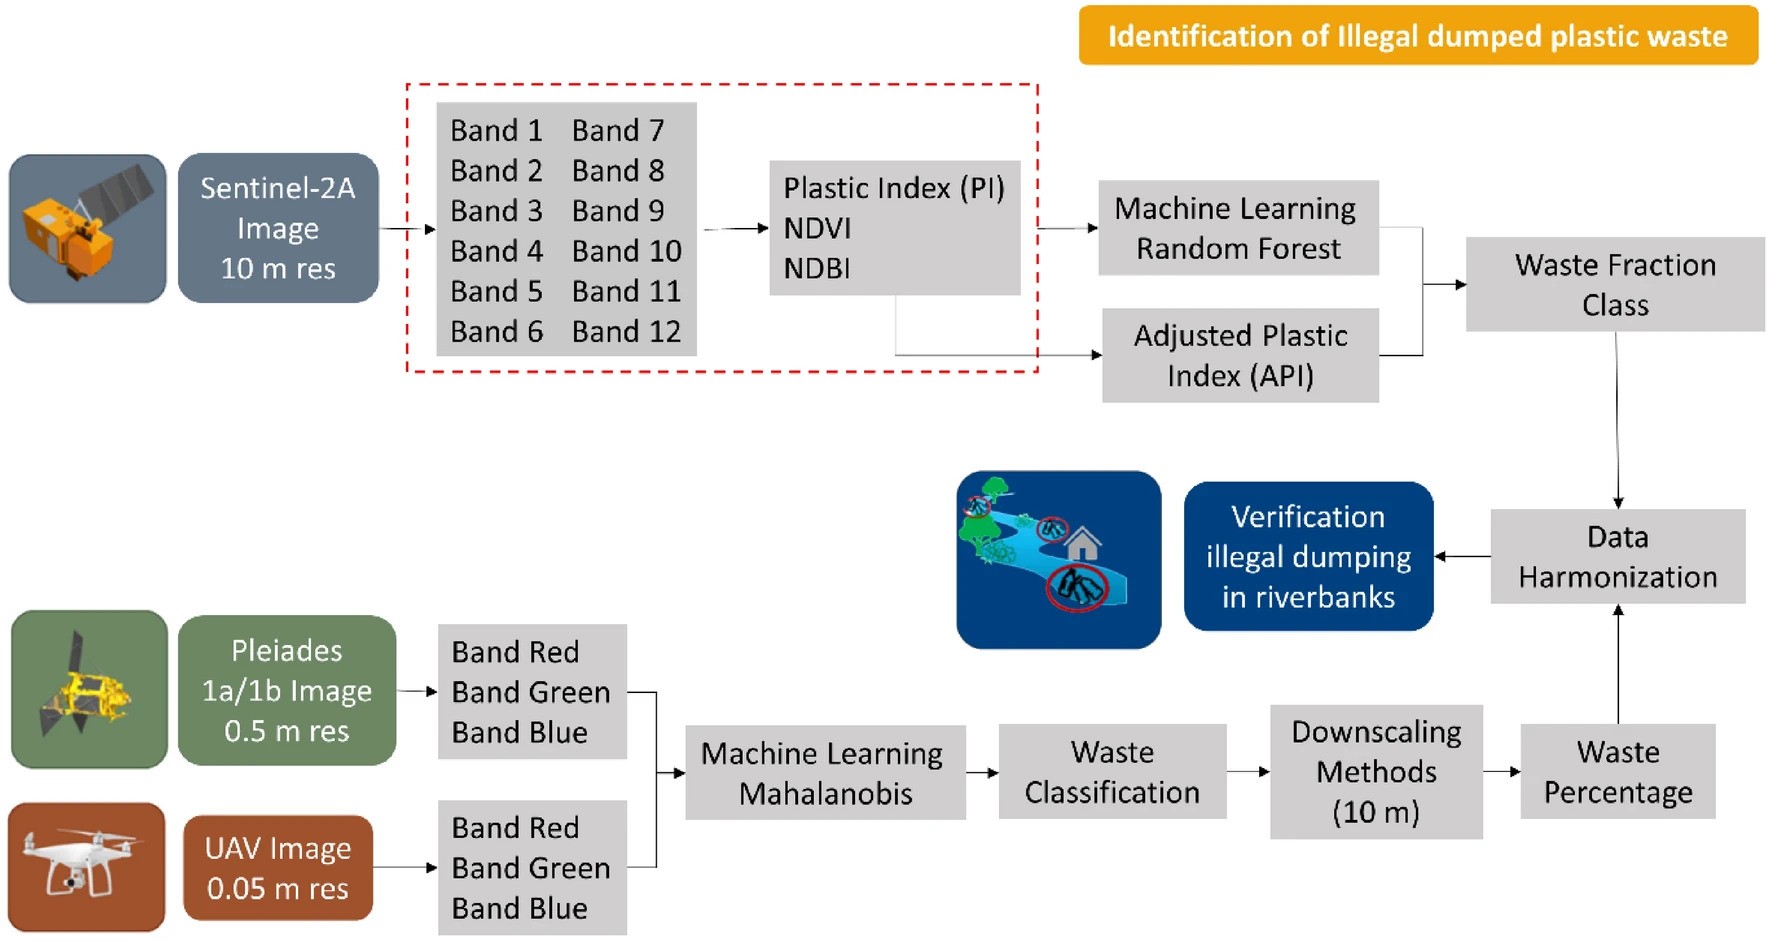 Identification of Illegal dumped plastic waste
Sentinel-2A
Image
10 m res
Band 1 Band 7
Band 2 Band 8
Band 3 Band 9
Band 4 Band 10
Band 5 Band 11
Band 6 Band 12
Plastic Index (PI)
NDVI
NDBI
Machine Learning
Random Forest
Adjusted Plastic
Index (API)
Waste Fraction
Class
Verification
illegal dumping
in riverbanks
Data
Harmonization
Pleiades
1a/1b Image
0.5 m res
Band Red
Band Green
Band Blue
UAV Image
0.05 m res
Band Red
Band Green
Band Blue
Machine Learning
Mahalanobis
Waste
Classification
Downscaling
Methods
(10 m)
Waste
Percentage